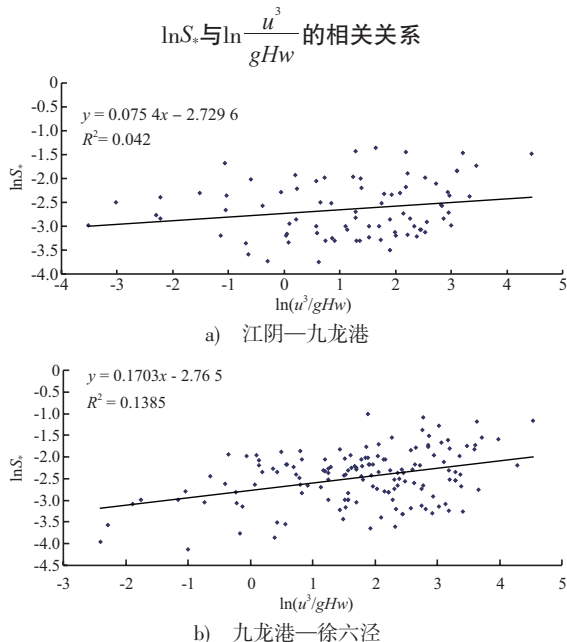 lnS*与ln u³/gHw 的相关关系
0
-0.5
-1.0
-1.5
-2.0
-2.5
-3.0
-3.5
-4.0
lnS*
y = 0.075 4x − 2.729 6
R² = 0.042
-4 -3 -2 -1 0 1 2 3 4 5
ln(u³/gHw)
a) 江阴—九龙港
0
-0.5
-1.0
-1.5
-2.0
-2.5
-3.0
-3.5
-4.0
-4.5
lnS*
y = 0.1703x - 2.76 5
R² = 0.1385
-3 -2 -1 0 1 2 3 4 5
ln(u³/gHw)
b) 九龙港—徐六泾